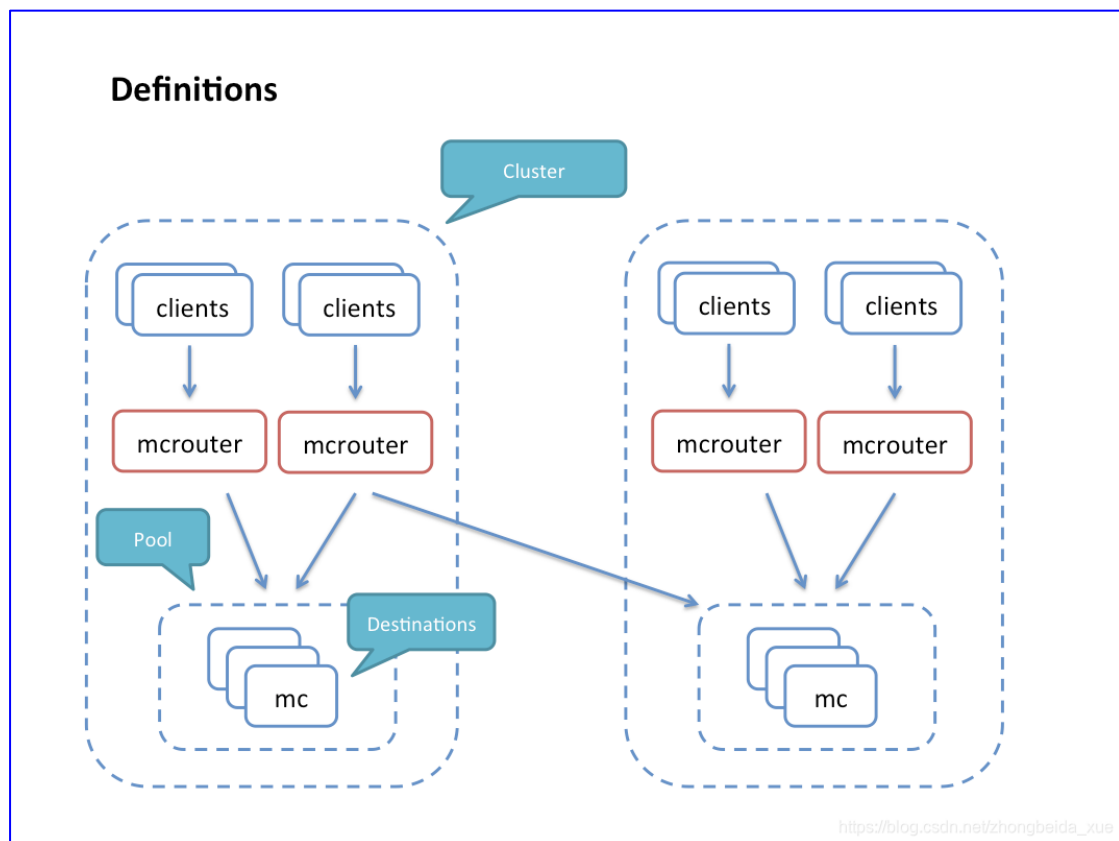 Definitions
Cluster
clients
clients
clients
clients
mcrouter
mcrouter
mcrouter
mcrouter
Pool
Destinations
mc
mc
https://blog.csdn.net/zhongbeida_xue